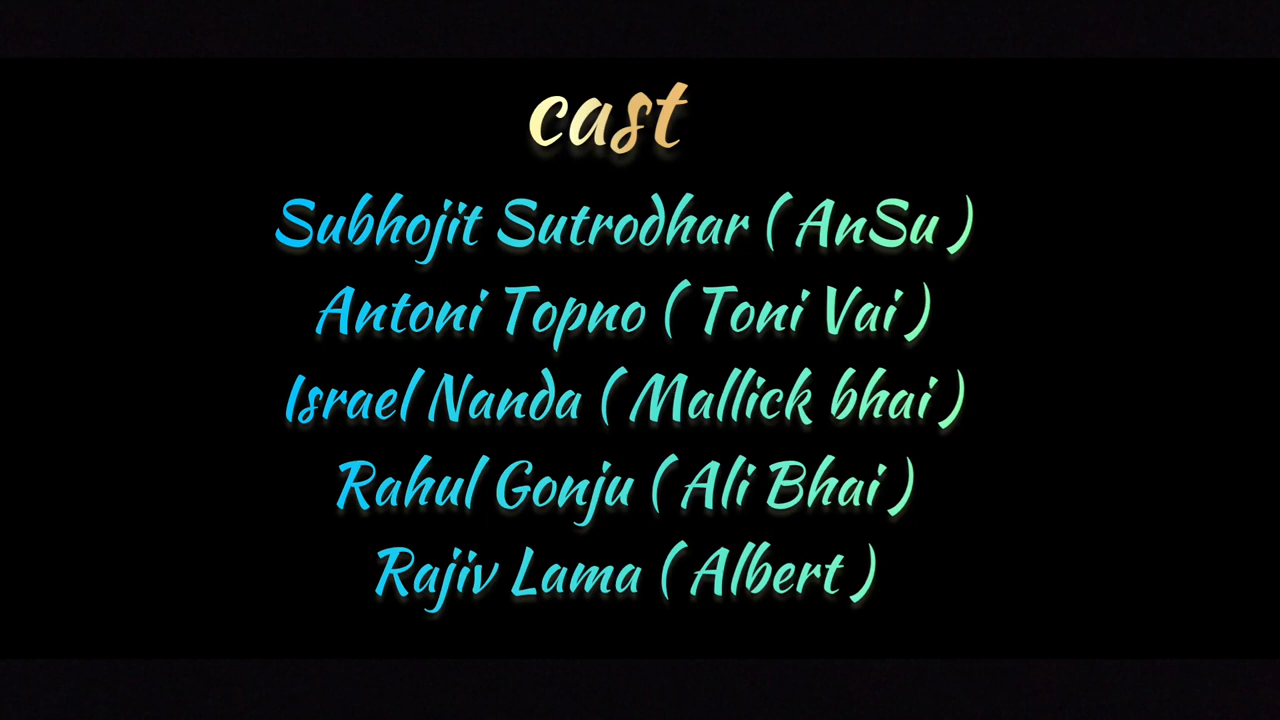 cast
Subhojit Sutrodhar ( AnSu )
Antoni Topno ( Toni Vai )
Israel Nanda ( Mallick bhai )
Rahul Gonju ( Ali Bhai )
Rajiv Lama ( Albert )